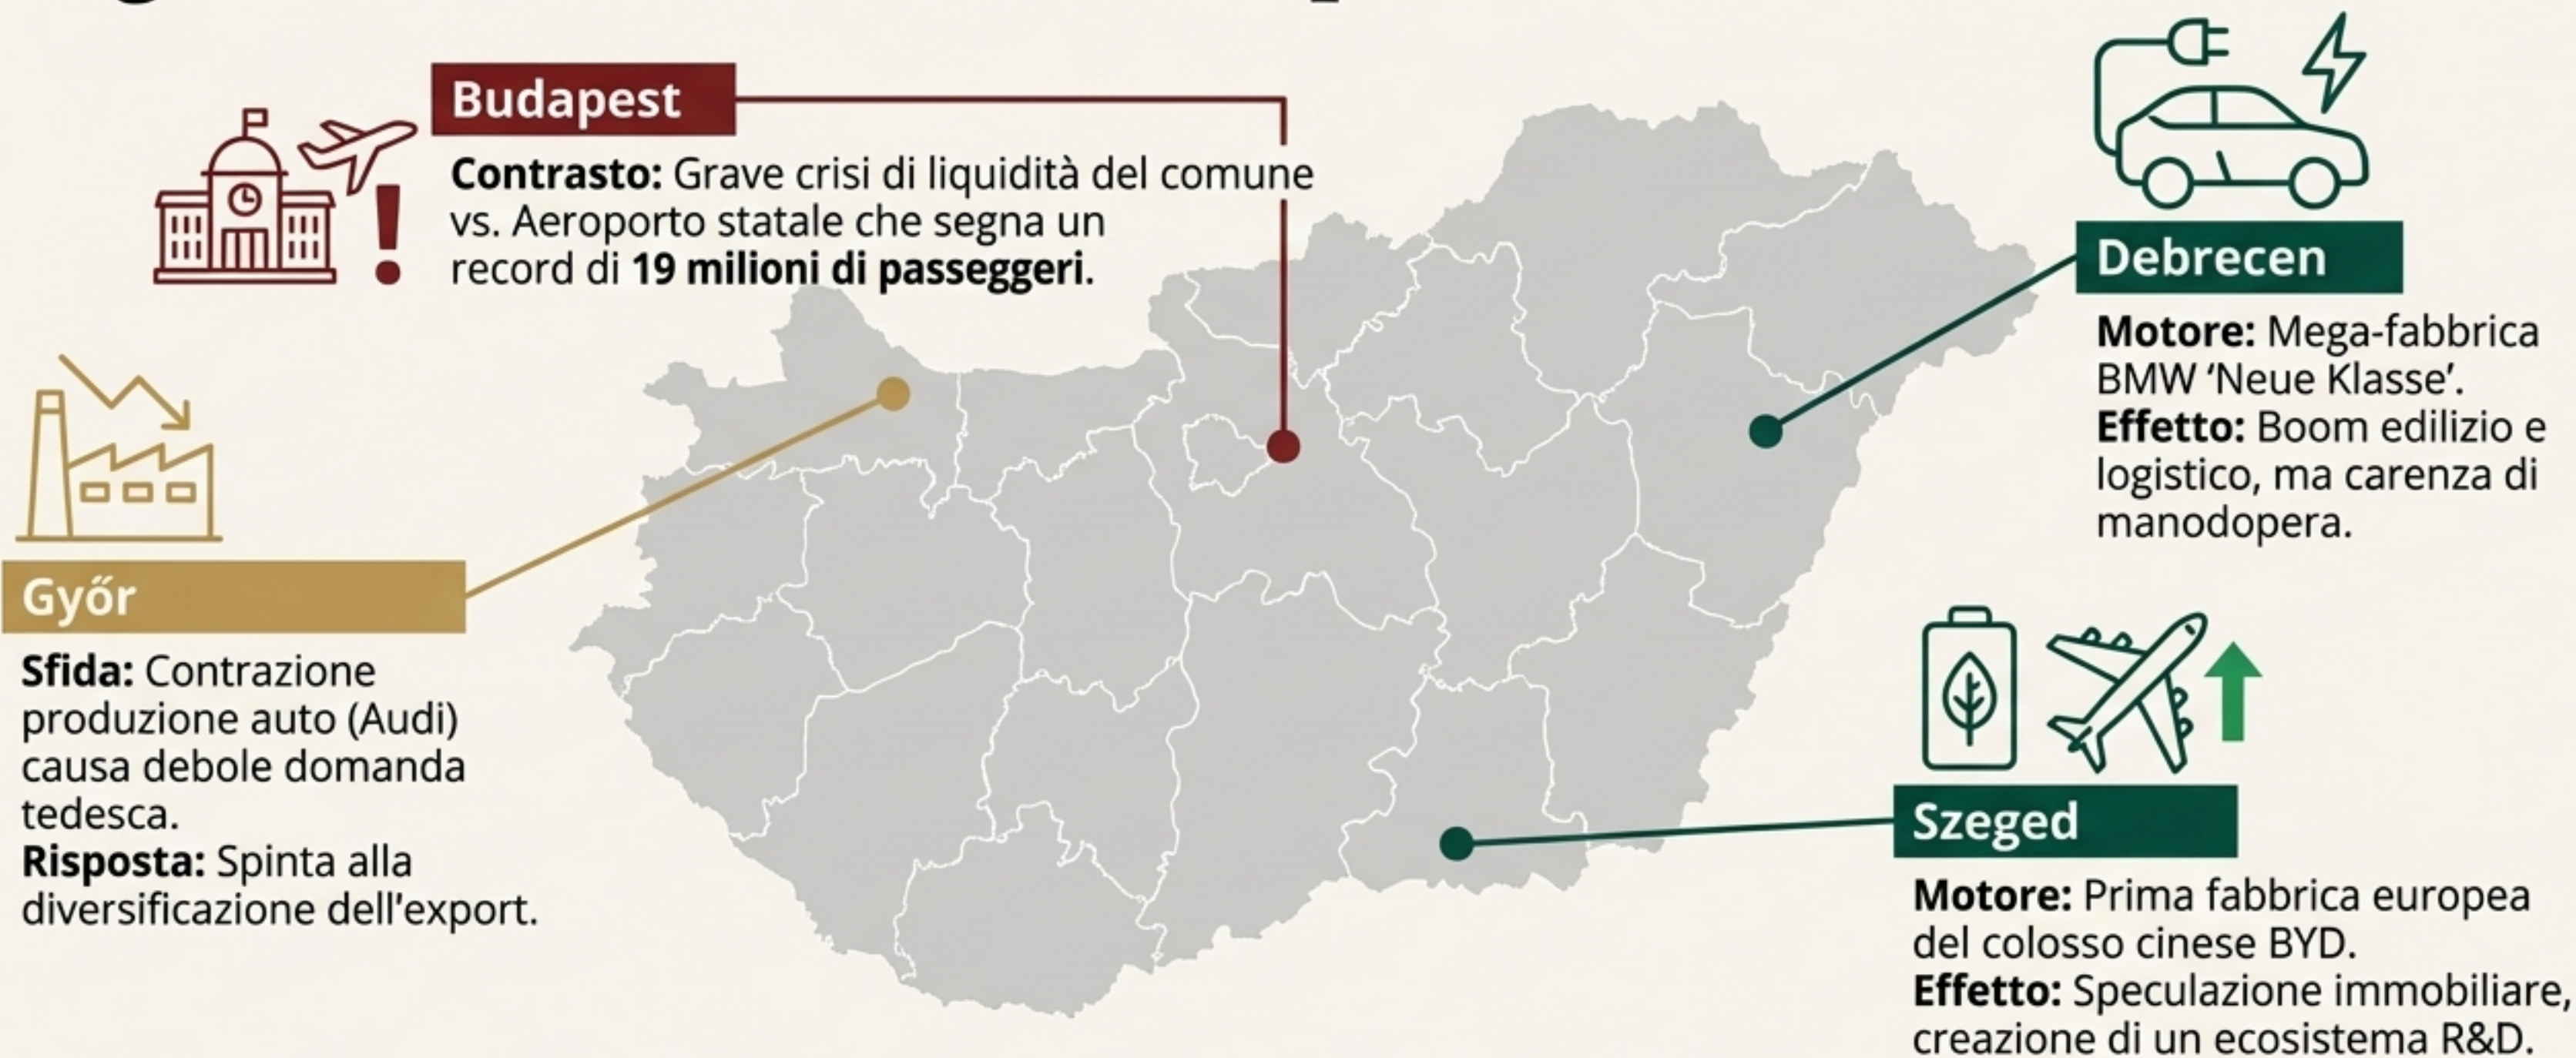 Budapest
Contrasto: Grave crisi di liquidità del comune
vs. Aeroporto statale che segna un
record di 19 milioni di passeggeri.
Debrecen
Motore: Mega-fabbrica
BMW ‘Neue Klasse’.
Effetto: Boom edilizio e
logistico, ma carenza di
manodopera.
Győr
Sfida: Contrazione
produzione auto (Audi)
causa debole domanda
tedesca.
Risposta: Spinta alla
diversificazione dell'export.
Szeged
Motore: Prima fabbrica europea
del colosso cinese BYD.
Effetto: Speculazione immobiliare,
creazione di un ecosistema R&D.